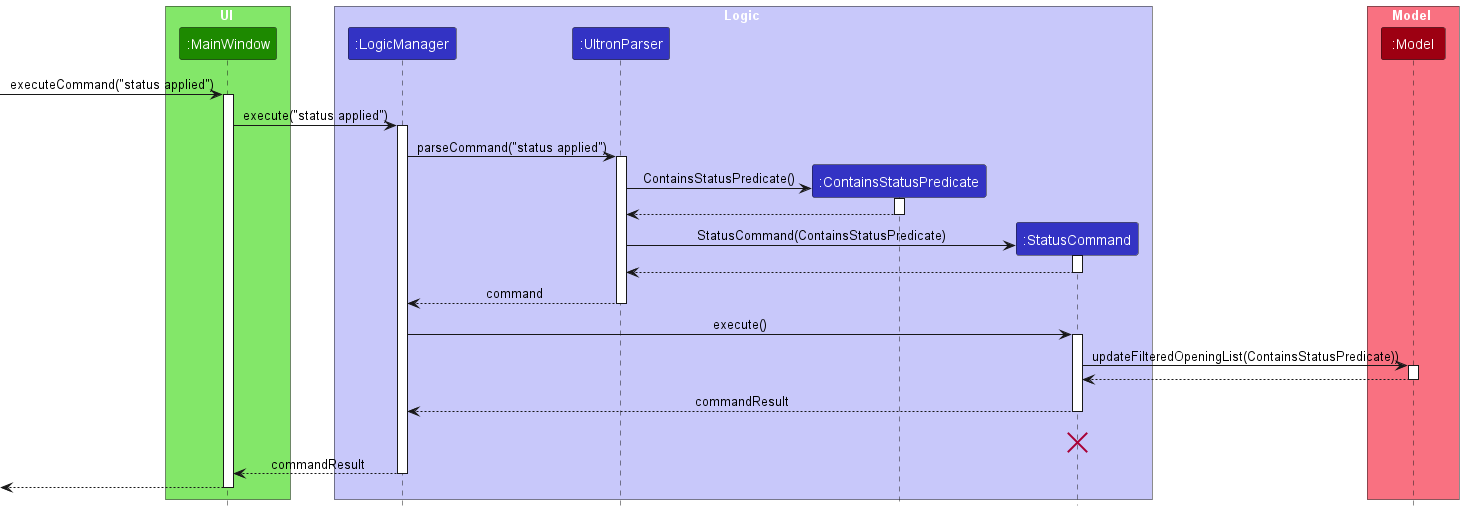 UI
Logic
Model
:MainWindow
:LogicManager
:UltronParser
:Model
executeCommand("status applied")
execute("status applied")
parseCommand("status applied")
ContainsStatusPredicate()
:ContainsStatusPredicate
StatusCommand(ContainsStatusPredicate)
:StatusCommand
command
execute()
updateFilteredOpeningList(ContainsStatusPredicate))
commandResult
commandResult